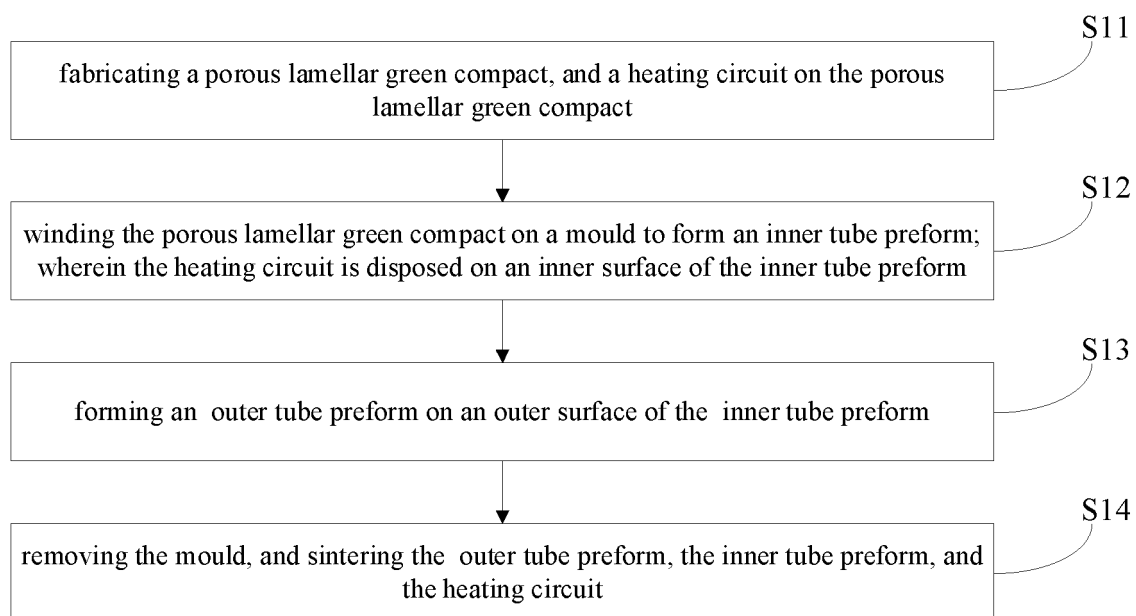 S11
fabricating a porous lamellar green compact, and a heating circuit on the porous
lamellar green compact
S12
winding the porous lamellar green compact on a mould to form an inner tube preform;
wherein the heating circuit is disposed on an inner surface of the inner tube preform
S13
forming an outer tube preform on an outer surface of the inner tube preform
S14
removing the mould, and sintering the outer tube preform, the inner tube preform, and
the heating circuit